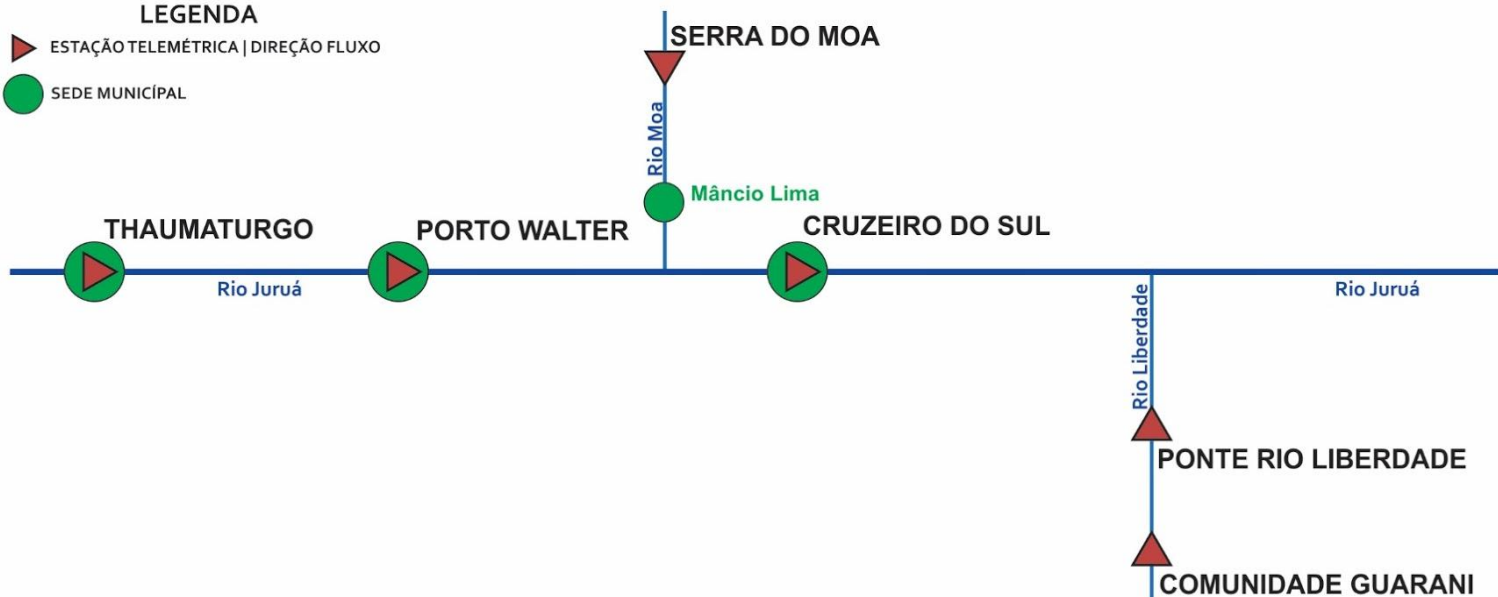 LEGENDA
ESTAÇÃO TELEMÉTRICA | DIREÇÃO FLUXO
SEDE MUNICÍPAL
SERRA DO MOA
Rio Moa
Mâncio Lima
THAUMATURGO
PORTO WALTER
CRUZEIRO DO SUL
Rio Juruá
Rio Juruá
Rio Liberdade
PONTE RIO LIBERDADE
COMUNIDADE GUARANI